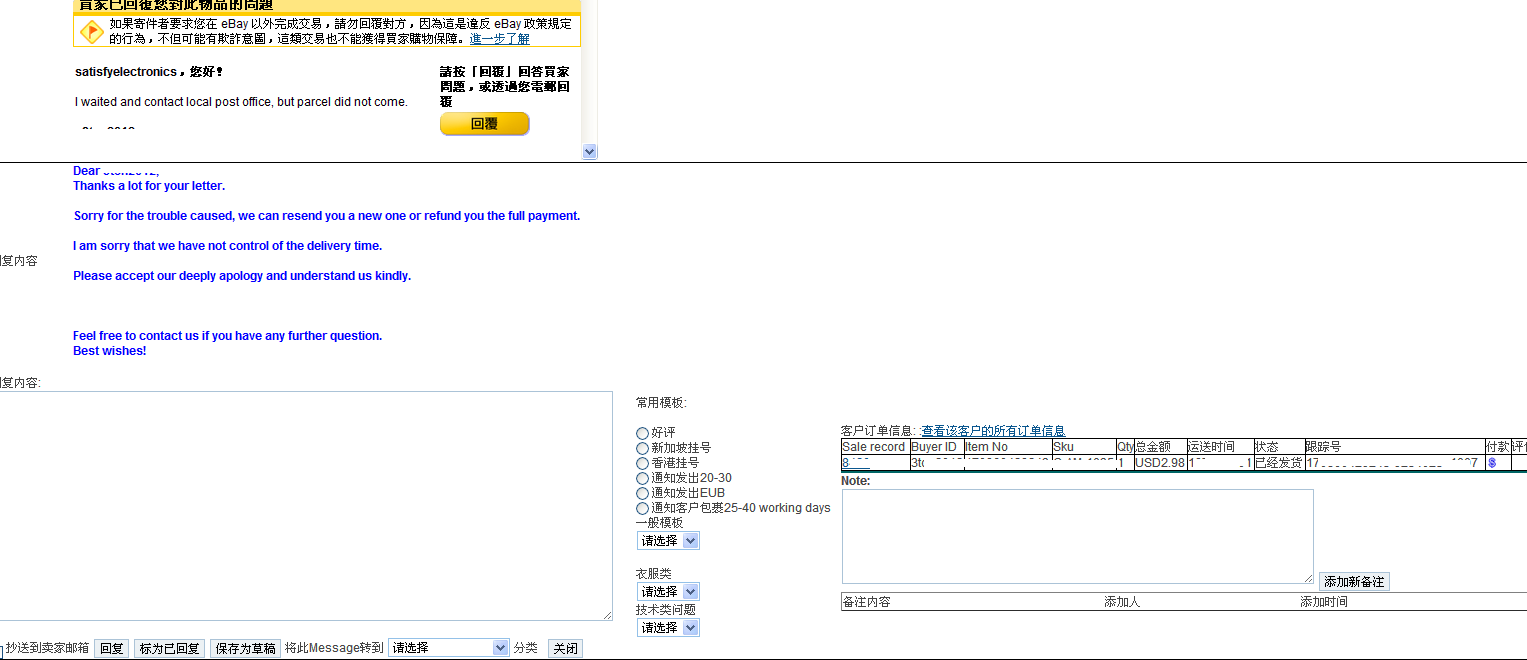 買家已回覆您對此物品的問題
如果寄件者要求您在 eBay 以外完成交易，請勿回覆對方，因為這是違反 eBay 政策規定
的行為，不但可能有欺詐意圖，這類交易也不能獲得買家購物保障。進一步了解
satisfyelectronics，您好！
請按「回覆」回答買家
問題，或透過您電郵回
覆
I waited and contact local post office, but parcel did not come.
回覆
Dear
Thanks a lot for your letter.
Sorry for the trouble caused, we can resend you a new one or refund you the full payment.
I am sorry that we have not control of the delivery time.
复内容
Please accept our deeply apology and understand us kindly.
Feel free to contact us if you have any further question.
Best wishes!
复内容:
常用模板:
好评
新加坡挂号
香港挂号
通知发出20-30
通知发出EUB
通知客户包裹25-40 working days
一般模板
请选择
衣服类
请选择
技术类问题
请选择
客户订单信息: :查看该客户的所有订单信息
Sale record Buyer ID Item No Sku Qty 总金额 运送时间 状态 跟踪号 付款 评
1 USD2.98 已经发货
Note:
添加新备注
备注内容 添加人 添加时间
抄送到卖家邮箱 回复 标为已回复 保存为草稿 将此Message转到 请选择 分类 关闭